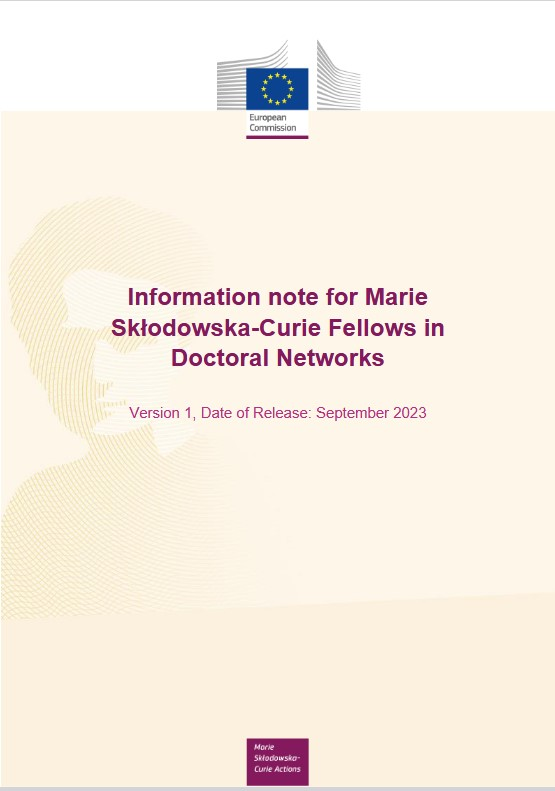 European
Commission
Information note for Marie
Skłodowska-Curie Fellows in
Doctoral Networks
Version 1, Date of Release: September 2023
Marie
Skłodowska-
Curie Actions